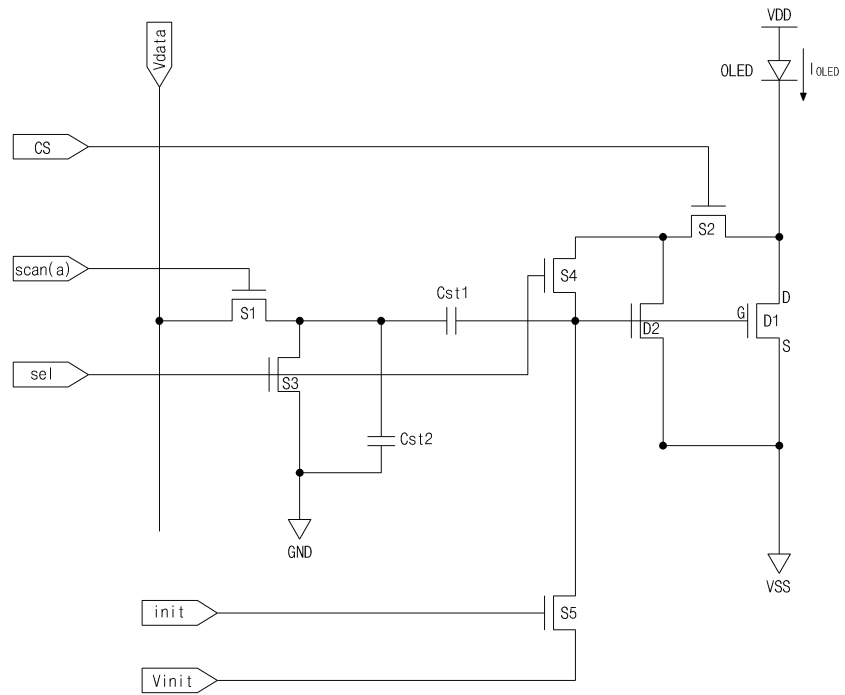 VDD
Vdata
OLED
IOLED
CS
S2
scan(a)
S4
Cst1
D
S1
G
D2
D1
S
sel
S3
Cst2
GND
VSS
init
S5
Vinit